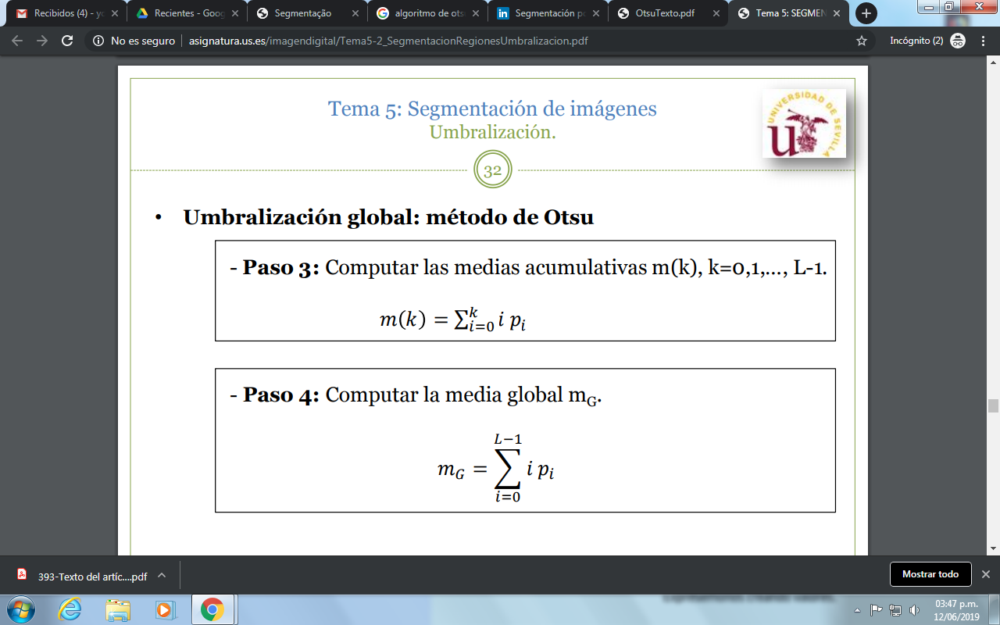 Recibidos (4) - yo
Recientes - Goog
Segmentação
algoritmo de ots
Segmentación po
OtsuTexto.pdf
Tema 5: SEGMEN
No es seguro | asignatura.us.es/imagendigital/Tema5-2_SegmentacionRegionesUmbralizacion.pdf
Incógnito (2)
Tema 5: Segmentación de imágenes
Umbralización.
UNIVERSIDAD DE SEVILLA
32
• Umbralización global: método de Otsu
- Paso 3: Computar las medias acumulativas m(k), k=0,1,..., L-1.
m(k) = ∑_{i=0}^{k} i p_i
- Paso 4: Computar la media global m_G.
m_G = ∑_{i=0}^{L−1} i p_i
393-Texto del artíc....pdf
Mostrar todo
03:47 p.m.
12/06/2019